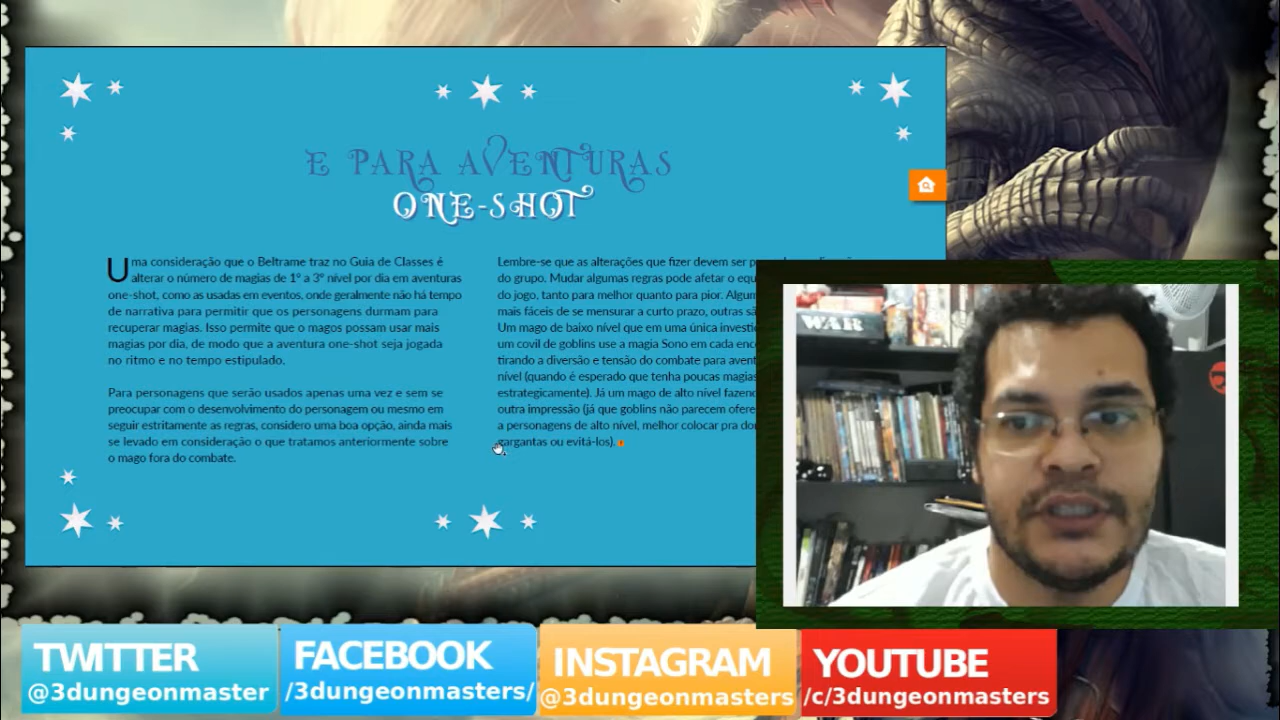 E PARA AVENTURAS
ONE-SHOT
Uma consideração que o Beltrame traz no Guia de Classes é
alterar o número de magias de 1º a 3º nível por dia em aventuras
one-shot, como as usadas em eventos, onde geralmente não há tempo
de narrativa para permitir que os personagens durmam para
recuperar magias. Isso permite que o magos possam usar mais
magias por dia, de modo que a aventura one-shot seja jogada
no ritmo e no tempo estipulado.
Para personagens que serão usados apenas uma vez e sem se
preocupar com o desenvolvimento do personagem ou mesmo em
seguir estritamente as regras, considero uma boa opção, ainda mais
se levado em consideração o que tratamos anteriormente sobre
o mago fora do combate.
Lembre-se que as alterações que fizer devem ser
do grupo. Mudar algumas regras pode afetar o
do jogo, tanto para melhor quanto para pior.
mais fáceis de se mensurar a curto prazo, outras
Um mago de baixo nível que em uma única
um covil de goblins use a magia Sono em cada
tirando a diversão e tensão do combate para
nível (quando é esperado que tenha poucas magias
estrategicamente). Já um mago de alto nível
outra impressão (já que goblins não parecem
a personagens de alto nível, melhor colocar pra
gargantas ou evitá-los).
WAR
TWITTER
@3dungeonmaster
FACEBOOK
/3dungeonmasters/
INSTAGRAM
@3dungeonmasters
YOUTUBE
/c/3dungeonmasters